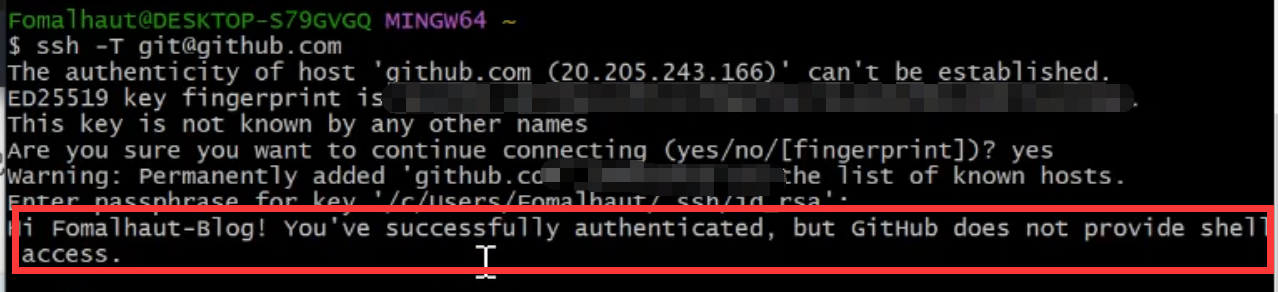 Fomalhaut@DESKTOP-S79GVGQ MINGW64 ~
$ ssh -T git@github.com
The authenticity of host 'github.com (20.205.243.166)' can't be established.
ED25519 key fingerprint is .
This key is not known by any other names
Are you sure you want to continue connecting (yes/no/[fingerprint])? yes
Warning: Permanently added 'github.co the list of known hosts.
Enter passphrase for key '/c/Users/Fomalhaut/.ssh/id_rsa':
Hi Fomalhaut-Blog! You've successfully authenticated, but GitHub does not provide shell
access.